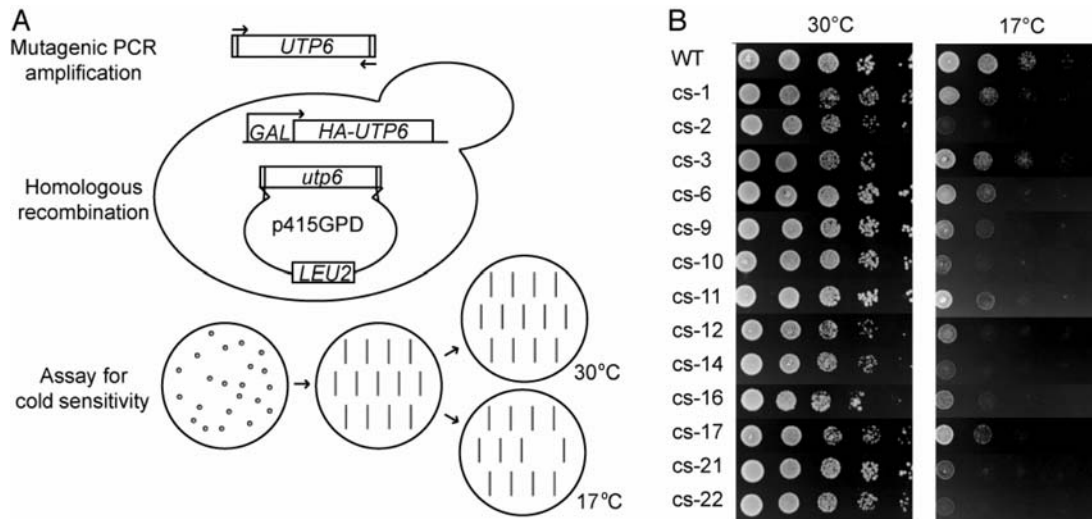 A
Mutagenic PCR
amplification
UTP6
GAL
HA-UTP6
Homologous
recombination
utp6
p415GPD
LEU2
Assay for
cold sensitivity
30°C
17°C
B
30°C
17°C
WT
cs-1
cs-2
cs-3
cs-6
cs-9
cs-10
cs-11
cs-12
cs-14
cs-16
cs-17
cs-21
cs-22